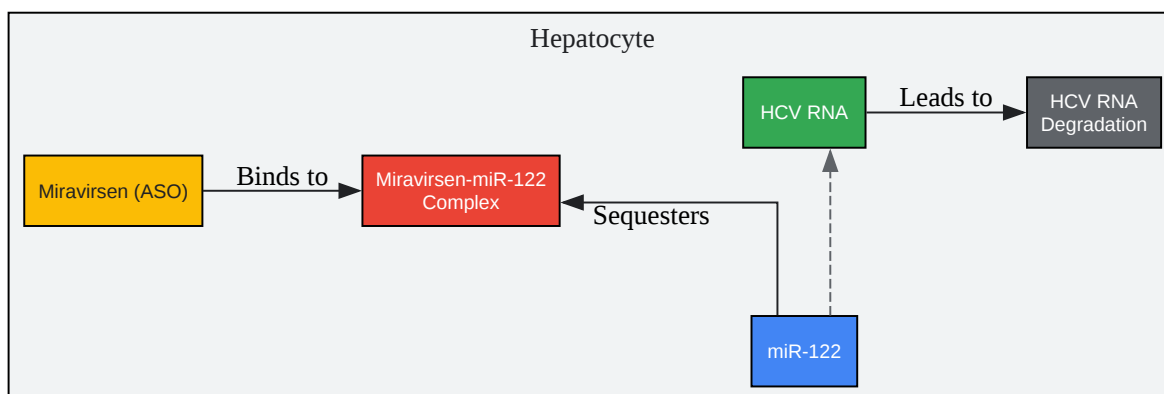 Hepatocyte
HCV RNA
Leads to
HCV RNA
Degradation
Miravirsen (ASO)
Binds to
Miravirsen-miR-122
Complex
Sequesters
miR-122